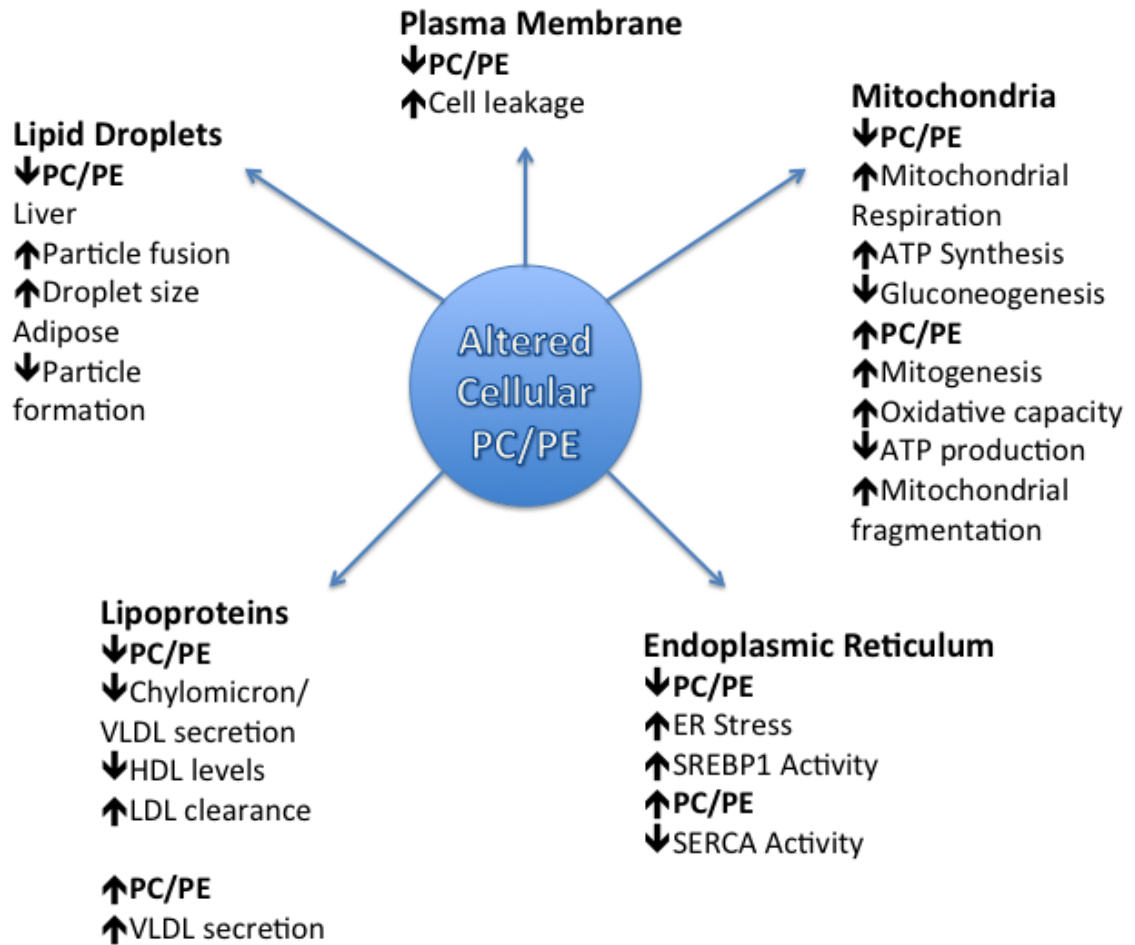 Plasma Membrane
↓PC/PE
↑Cell leakage
Lipid Droplets
↓PC/PE
Liver
↑Particle fusion
↑Droplet size
Adipose
↓Particle
formation
Mitochondria
↓PC/PE
↑Mitochondrial
Respiration
↑ATP Synthesis
↓Gluconeogenesis
↑PC/PE
↑Mitogenesis
↑Oxidative capacity
↓ATP production
↑Mitochondrial
fragmentation
Altered
Cellular
PC/PE
Lipoproteins
↓PC/PE
↓Chylomicron/
VLDL secretion
↓HDL levels
↑LDL clearance
↑PC/PE
↑VLDL secretion
Endoplasmic Reticulum
↓PC/PE
↑ER Stress
↑SREBP1 Activity
↑PC/PE
↓SERCA Activity